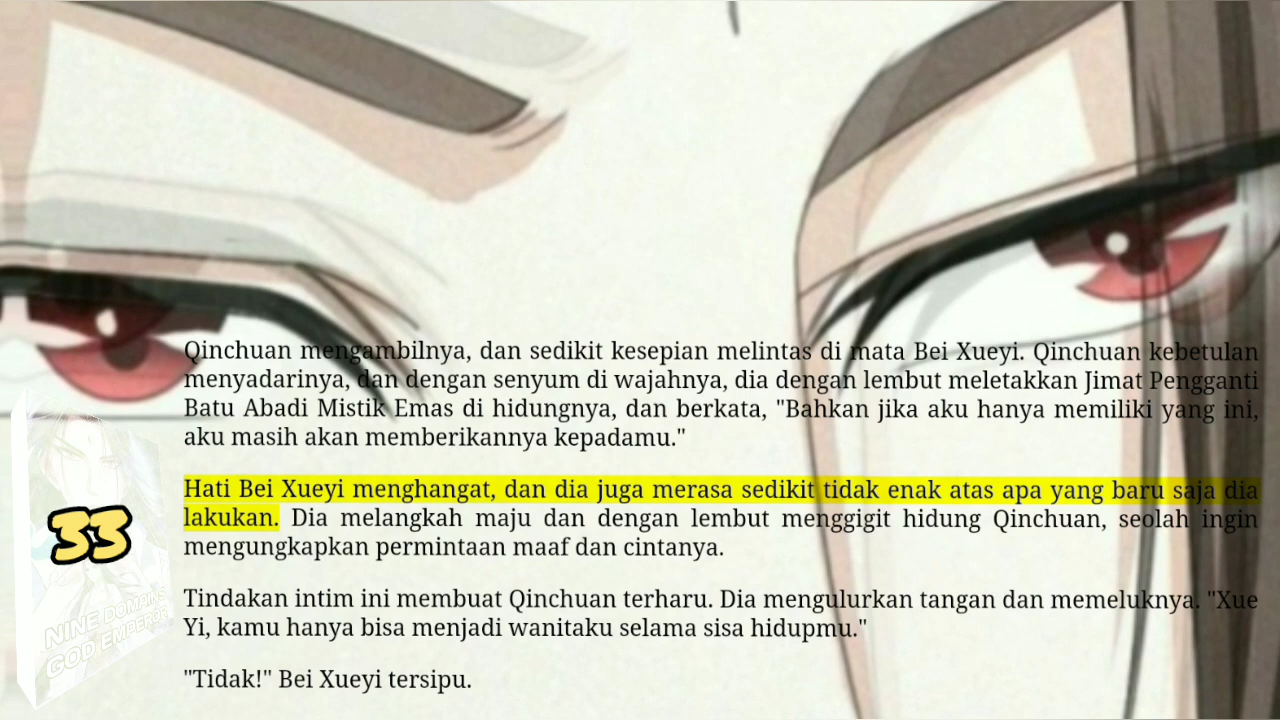 Qinchuan mengambilnya, dan sedikit kesepian melintas di mata Bei Xueyi. Qinchuan kebetulan
menyadarinya, dan dengan senyum di wajahnya, dia dengan lembut meletakkan Jimat Pengganti
Batu Abadi Mistik Emas di hidungnya, dan berkata, "Bahkan jika aku hanya memiliki yang ini,
aku masih akan memberikannya kepadamu."
Hati Bei Xueyi menghangat, dan dia juga merasa sedikit tidak enak atas apa yang baru saja dia
lakukan. Dia melangkah maju dan dengan lembut menggigit hidung Qinchuan, seolah ingin
mengungkapkan permintaan maaf dan cintanya.
Tindakan intim ini membuat Qinchuan terharu. Dia mengulurkan tangan dan memeluknya. "Xue
Yi, kamu hanya bisa menjadi wanitaku selama sisa hidupmu."
"Tidak!" Bei Xueyi tersipu.
33
NINE DOMAINS
GOD EMPEROR